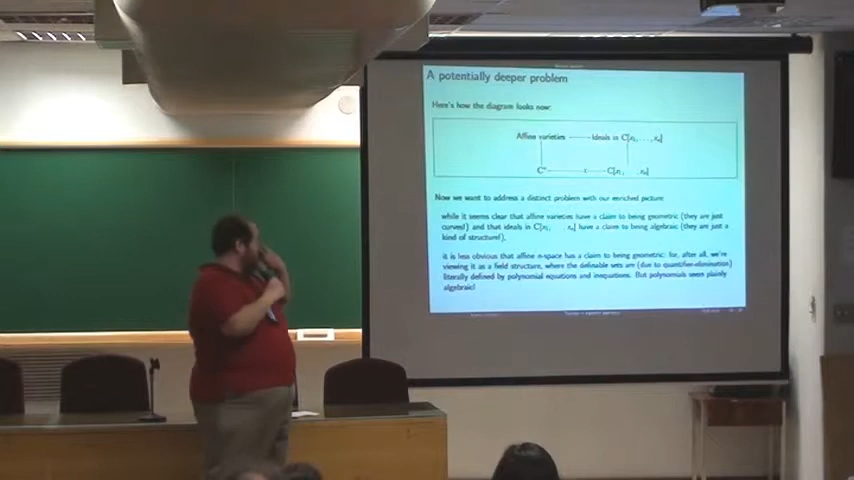 A potentially deeper problem
Here's how the diagram looks now:
Affine varieties Ideals in C[x₁, . . . , xₙ]
Cⁿ C[x₁, . . . , xₙ]
Now we want to address a distinct problem with our enriched picture
while it seems clear that affine varieties have a claim to being geometric (they are just
curves!) and that ideals in C[x₁, . . . , xₙ] have a claim to being algebraic (they are just a
kind of structure!),
it is less obvious that affine n-space has a claim to being geometric: for, after all, we're
viewing it as a field structure, where the definable sets are (due to quantifier-elimination)
literally defined by polynomial equations and inequations. But polynomials seem plainly
algebraic!